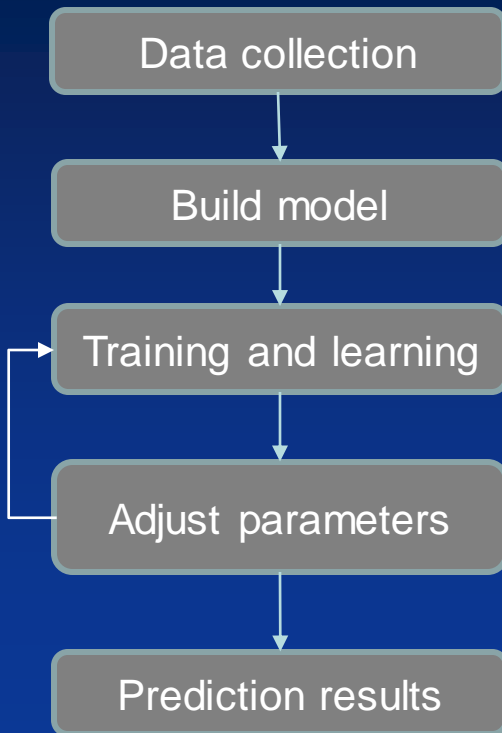 Data collection
Build model
Training and learning
Adjust parameters
Prediction results